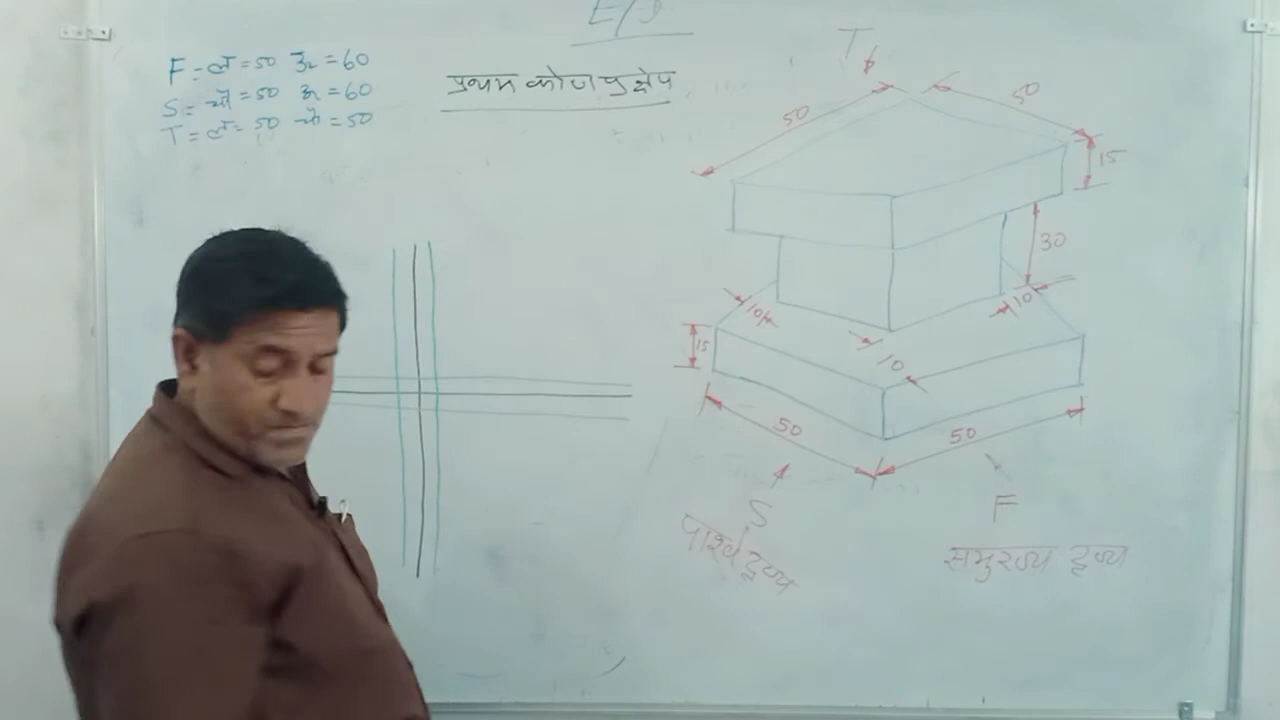 E/D
F = ल = 50 ऊ = 60
S = चौ = 50 ऊ = 60
T = ल = 50 चौ = 50
प्रथम कोण प्रक्षेप
T
50
50
15
30
10
10
10
15
50
50
S
F
पार्श्व दृश्य
सम्मुख दृश्य